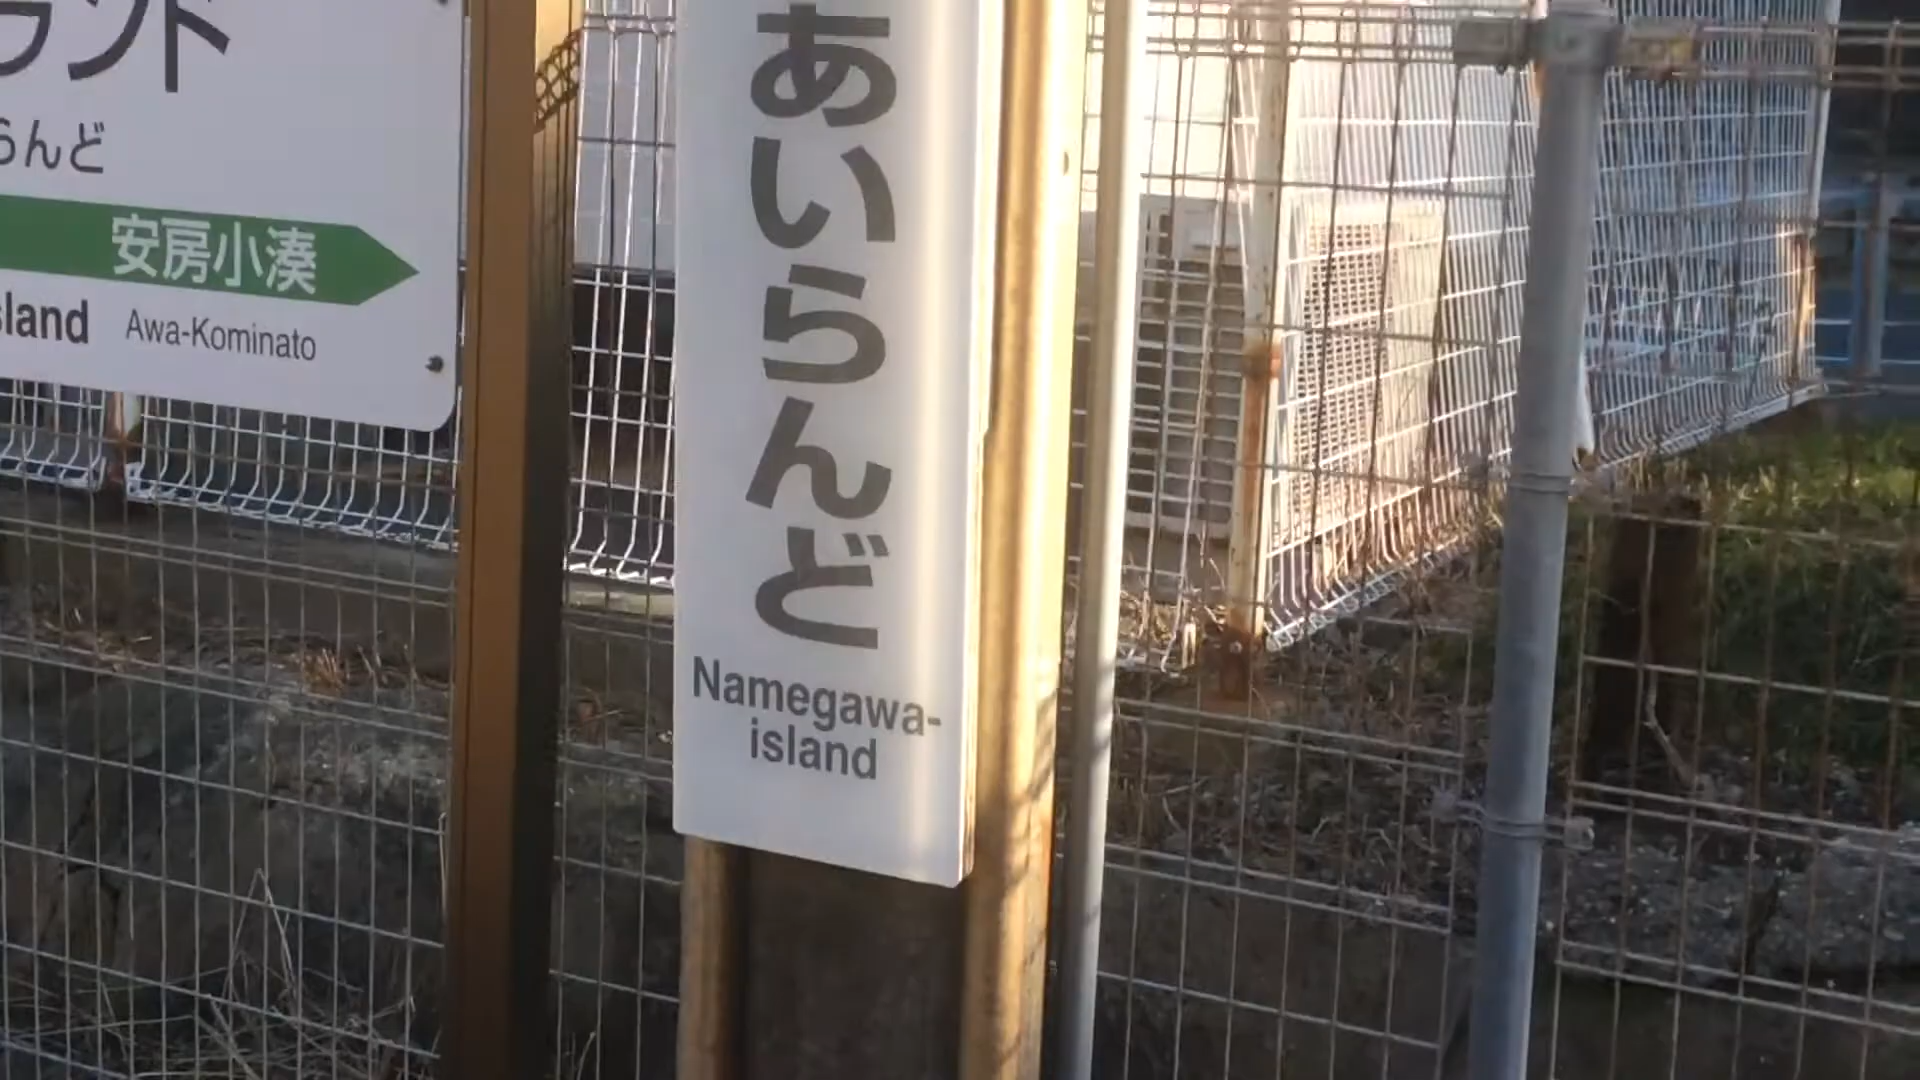 ランド
らんど
安房小湊
island Awa-Kominato
あいらんど
Namegawa-
island